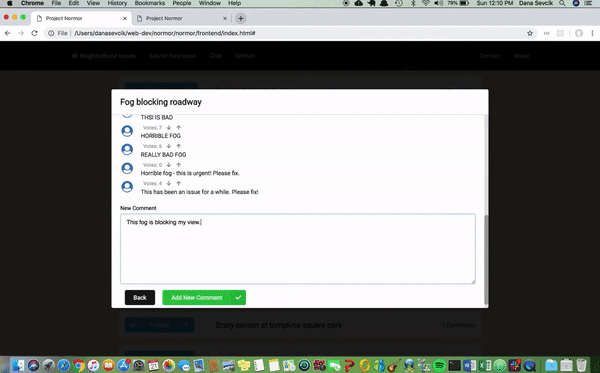 Chrome File Edit View History Bookmarks People Window Help 79% Sun 12:10 PM Dana Sevcik
Project Normor Project Normor
File /Users/danasevcik/web-dev/normor/normor/frontend/index.html#
Neighborhood Issues Submit New Issue Chat Refresh Contact About
Fog blocking roadway
THSI IS BAD
Votes: 7
HORRIBLE FOG
Votes: 6
REALLY BAD FOG
Votes: 0
Horrible fog - this is urgent! Please fix.
Votes: 4
This has been an issue for a while. Please fix!
New Comment
This fog is blocking my view.
Back Add New Comment
Scary person at tompkins square park Comments